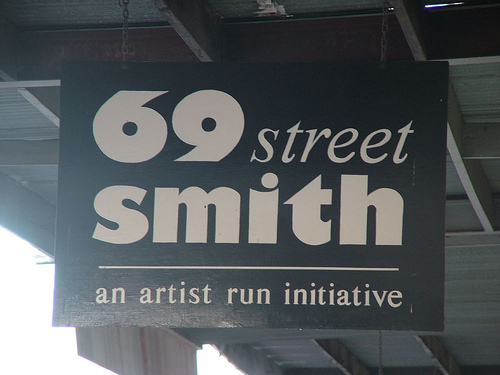 69 street
smith
an artist run initiative